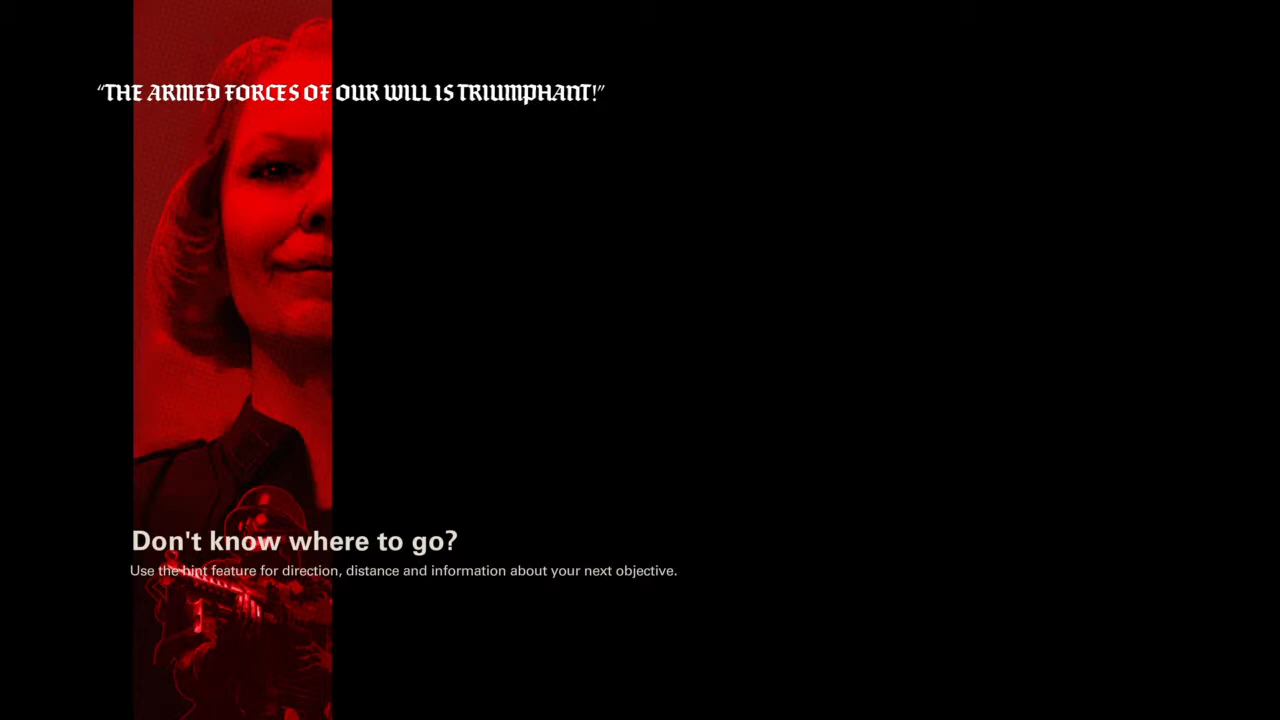 “THE ARMED FORCES OF OUR WILL IS TRIUMPHANT!”
Don't know where to go?
Use the hint feature for direction, distance and information about your next objective.